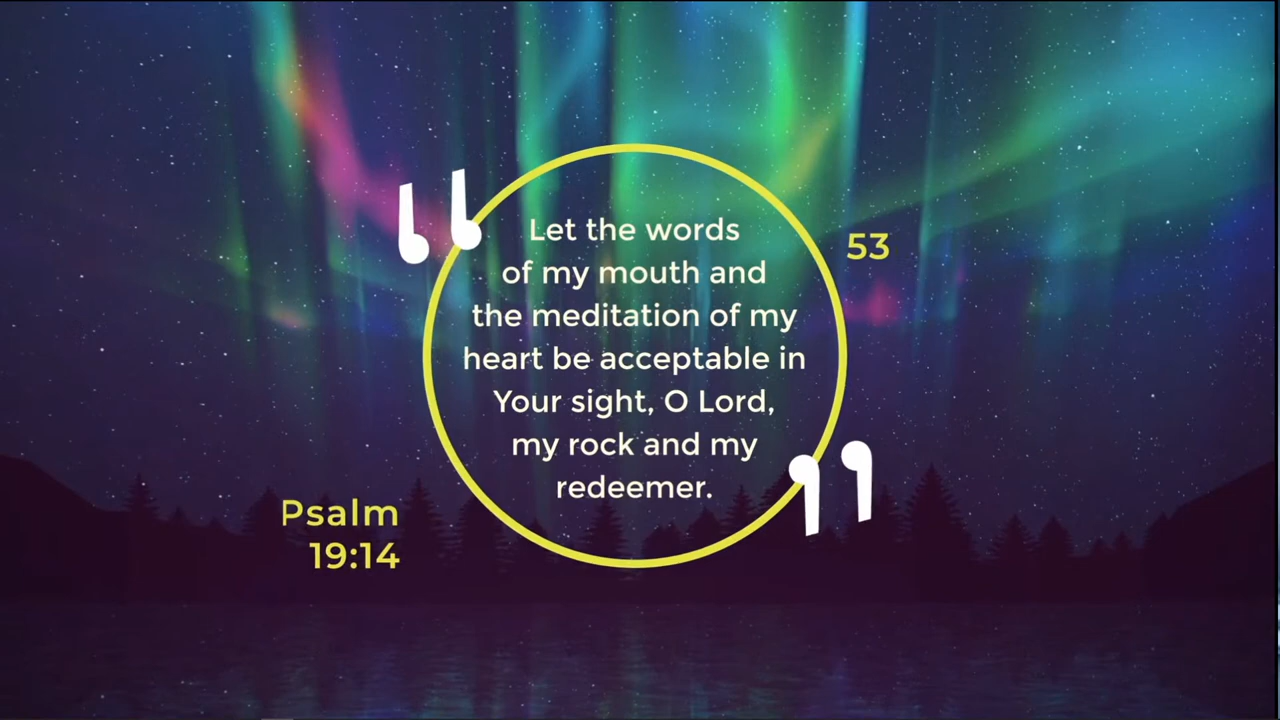 Let the words
of my mouth and
the meditation of my
heart be acceptable in
Your sight, O Lord,
my rock and my
redeemer.
53
Psalm
19:14